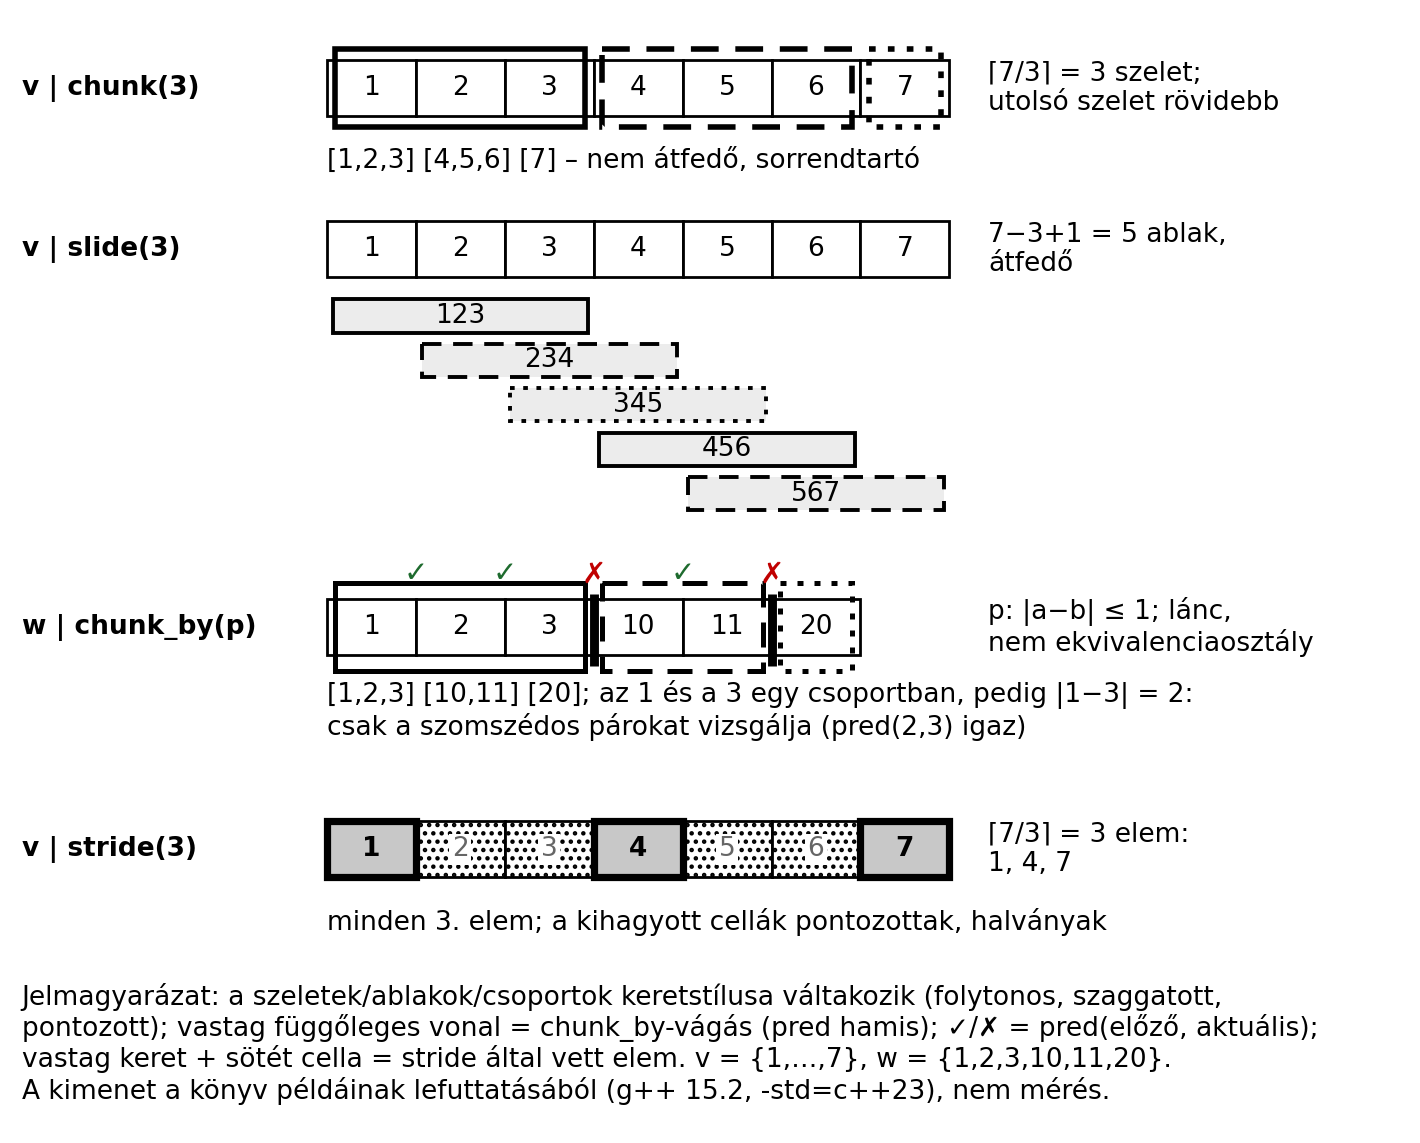 v | chunk(3)
1 2 3 4 5 6 7
⌈7/3⌉ = 3 szelet;
utolsó szelet rövidebb
[1,2,3] [4,5,6] [7] – nem átfedő, sorrendtartó
v | slide(3)
1 2 3 4 5 6 7
7−3+1 = 5 ablak,
átfedő
123
234
345
456
567
✓ ✓ ✗ ✓ ✗
w | chunk_by(p)
1 2 3 10 11 20
p: |a−b| ≤ 1; lánc,
nem ekvivalenciaosztály
[1,2,3] [10,11] [20]; az 1 és a 3 egy csoportban, pedig |1−3| = 2:
csak a szomszédos párokat vizsgálja (pred(2,3) igaz)
v | stride(3)
1 2 3 4 5 6 7
⌈7/3⌉ = 3 elem:
1, 4, 7
minden 3. elem; a kihagyott cellák pontozottak, halványak
Jelmagyarázat: a szeletek/ablakok/csoportok keretstílusa váltakozik (folytonos, szaggatott,
pontozott); vastag függőleges vonal = chunk_by-vágás (pred hamis); ✓/✗ = pred(előző, aktuális);
vastag keret + sötét cella = stride által vett elem. v = {1,…,7}, w = {1,2,3,10,11,20}.
A kimenet a könyv példáinak lefuttatásából (g++ 15.2, -std=c++23), nem mérés.